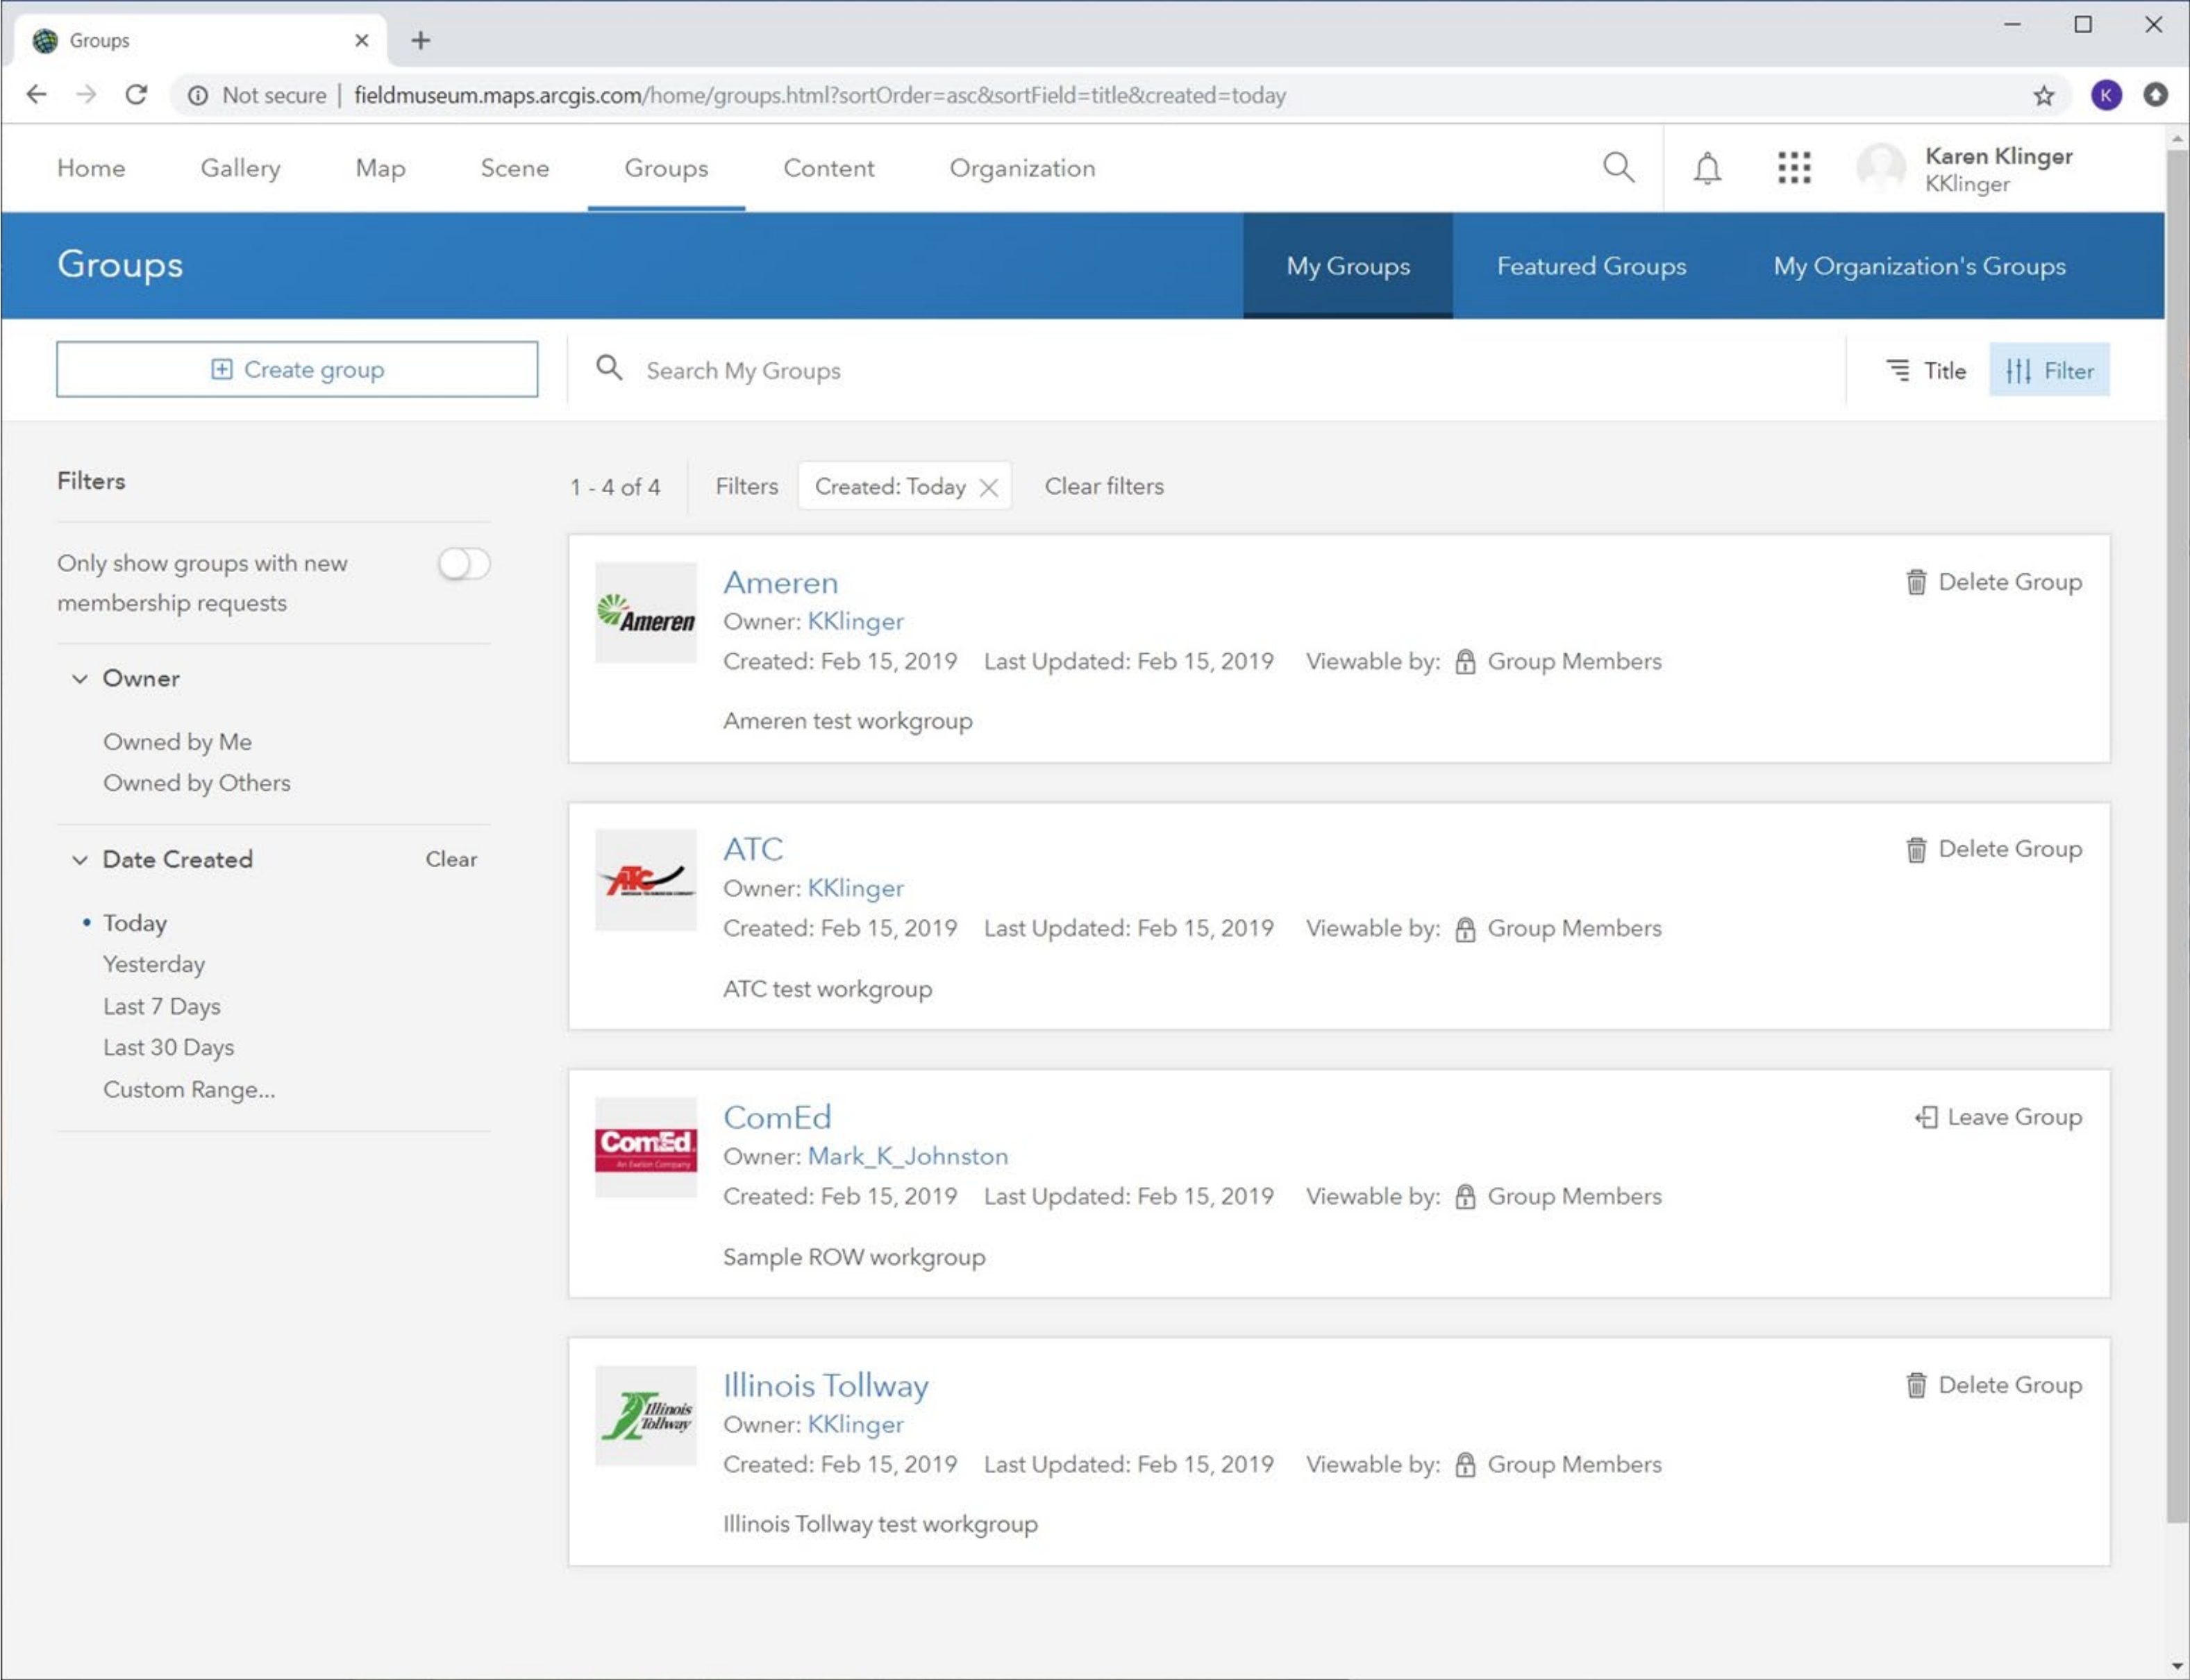 Groups
Not secure | fieldmuseum.maps.arcgis.com/home/groups.html?sortOrder=asc&sortField=title&created=today
K
Home Gallery Map Scene Groups Content Organization
Karen Klinger
KKlinger
Groups
My Groups Featured Groups My Organization's Groups
Create group
Search My Groups
Title Filter
Filters
Only show groups with new
membership requests
Owner
Owned by Me
Owned by Others
Date Created Clear
Today
Yesterday
Last 7 Days
Last 30 Days
Custom Range...
1 - 4 of 4 Filters Created: Today Clear filters
Ameren
Ameren
Delete Group
Owner: KKlinger
Created: Feb 15, 2019 Last Updated: Feb 15, 2019 Viewable by: Group Members
Ameren test workgroup
ATC
ATC
Delete Group
Owner: KKlinger
Created: Feb 15, 2019 Last Updated: Feb 15, 2019 Viewable by: Group Members
ATC test workgroup
ComEd
An Exelon Company
ComEd
Leave Group
Owner: Mark_K_Johnston
Created: Feb 15, 2019 Last Updated: Feb 15, 2019 Viewable by: Group Members
Sample ROW workgroup
Illinois
Tollway
Illinois Tollway
Delete Group
Owner: KKlinger
Created: Feb 15, 2019 Last Updated: Feb 15, 2019 Viewable by: Group Members
Illinois Tollway test workgroup